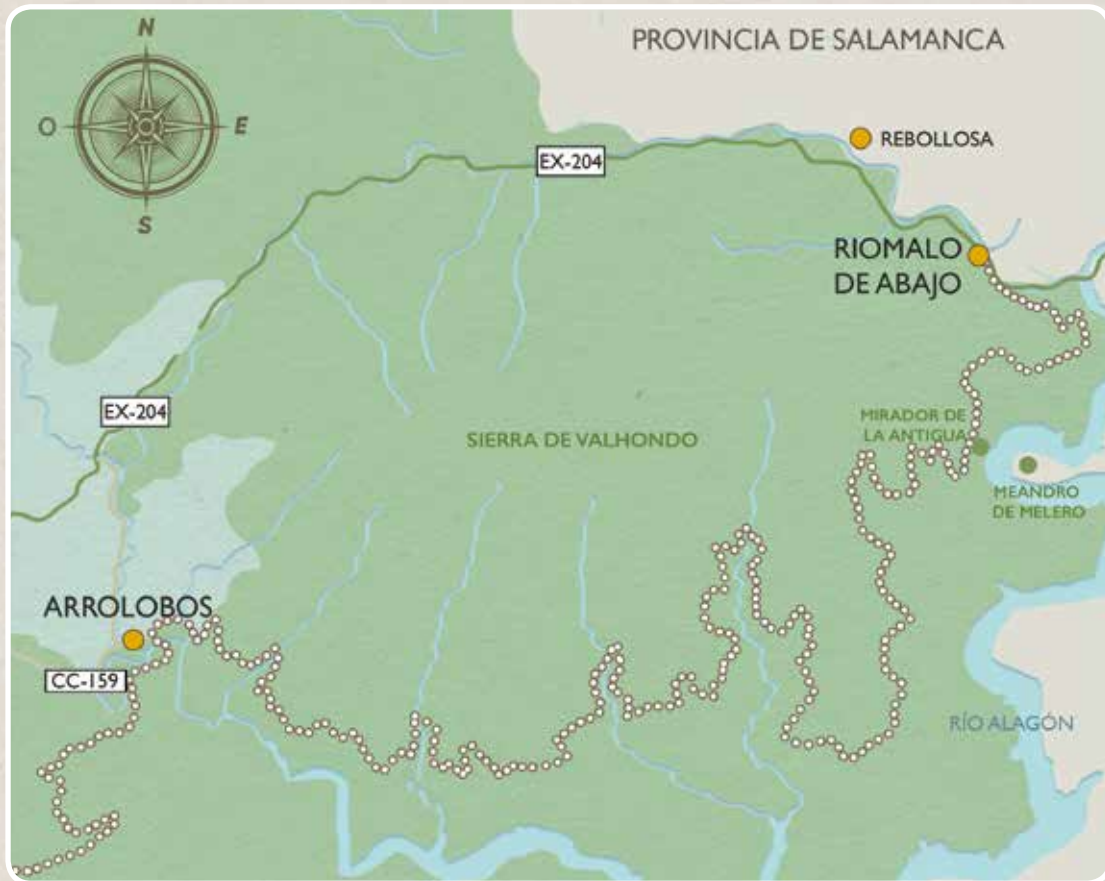 N
O
E
S
PROVINCIA DE SALAMANCA
EX-204
REBOLLOSA
RIOMALO
DE ABAJO
EX-204
SIERRA DE VALHONDO
MIRADOR DE
LA ANTIGUA
MEANDRO
DE MELERO
ARROLOBOS
CC-159
RÍO ALAGÓN